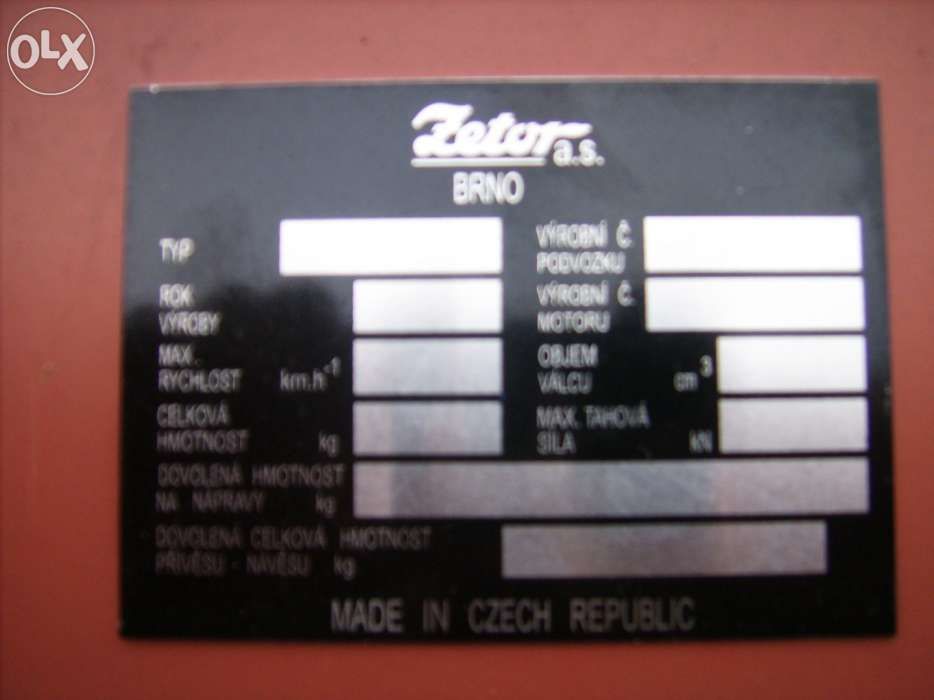 OLX
Zetor a.s.
BRNO
TYP
VÝROBNÍ Č.
PODVOZKU
ROK
VÝROBY
VÝROBNÍ Č.
MOTORU
MAX.
RYCHLOST km.h-1
OBJEM
VÁLCU cm3
CELKOVÁ
HMOTNOST kg
MAX. TAHOVÁ
SÍLA kN
DOVOLENÁ HMOTNOST
NA NÁPRAVY kg
DOVOLENÁ CELKOVÁ HMOTNOST
PŘÍVĚSU - NÁVĚSU kg
MADE IN CZECH REPUBLIC